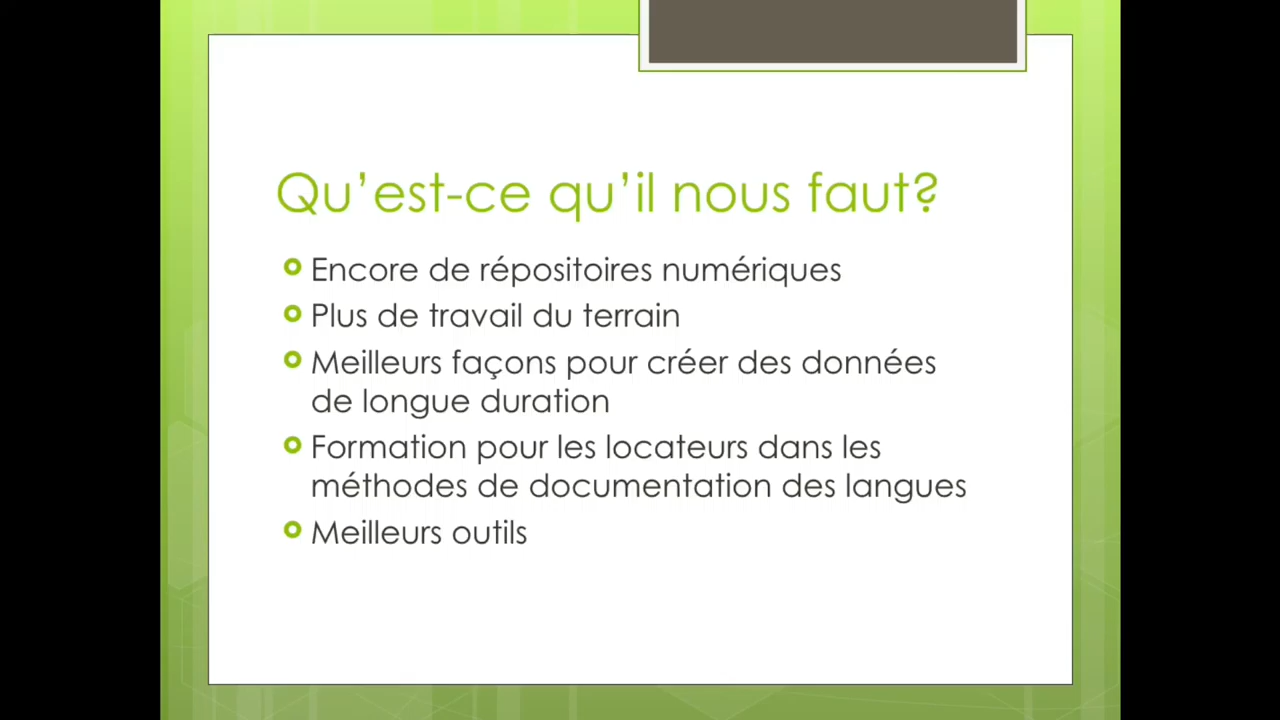 Qu’est-ce qu’il nous faut?
Encore de répositoires numériques
Plus de travail du terrain
Meilleurs façons pour créer des données
de longue duration
Formation pour les locateurs dans les
méthodes de documentation des langues
Meilleurs outils